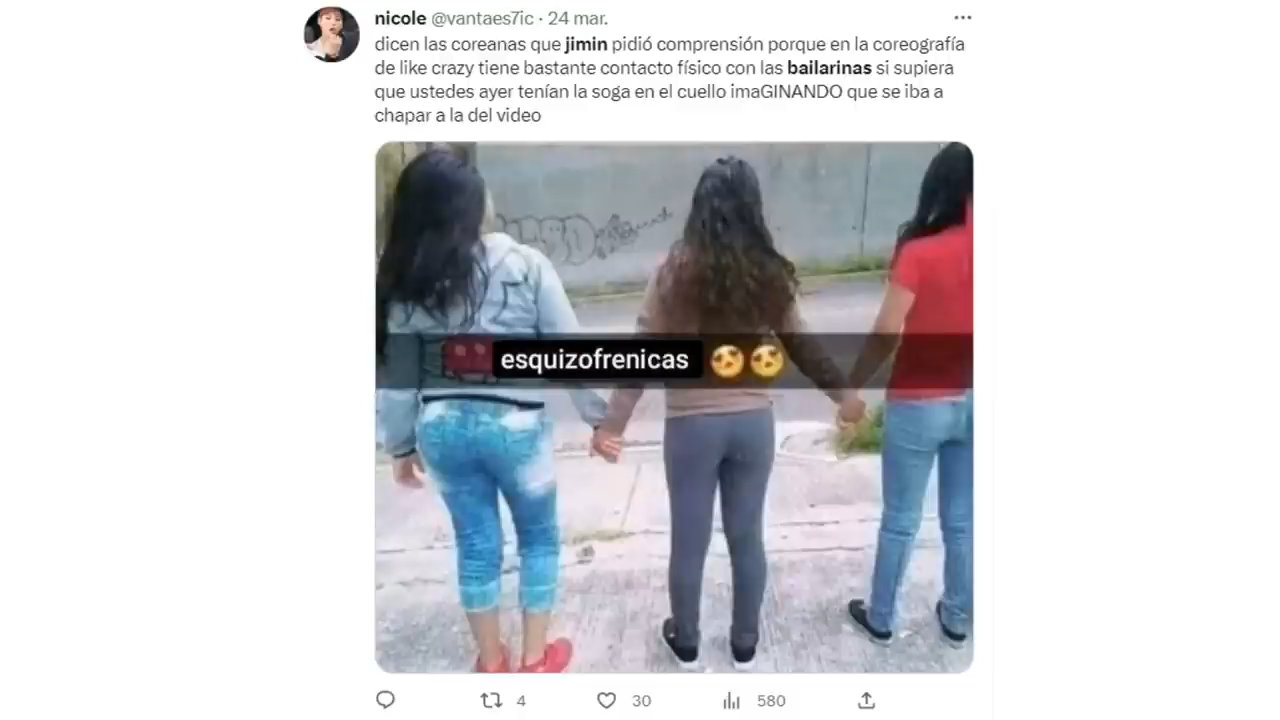 nicole @vantaes7ic · 24 mar.
dicen las coreanas que jimin pidió comprensión porque en la coreografía
de like crazy tiene bastante contacto físico con las bailarinas si supiera
que ustedes ayer tenían la soga en el cuello imaGINANDO que se iba a
chapar a la del video
esquizofrenicas
4 30 580